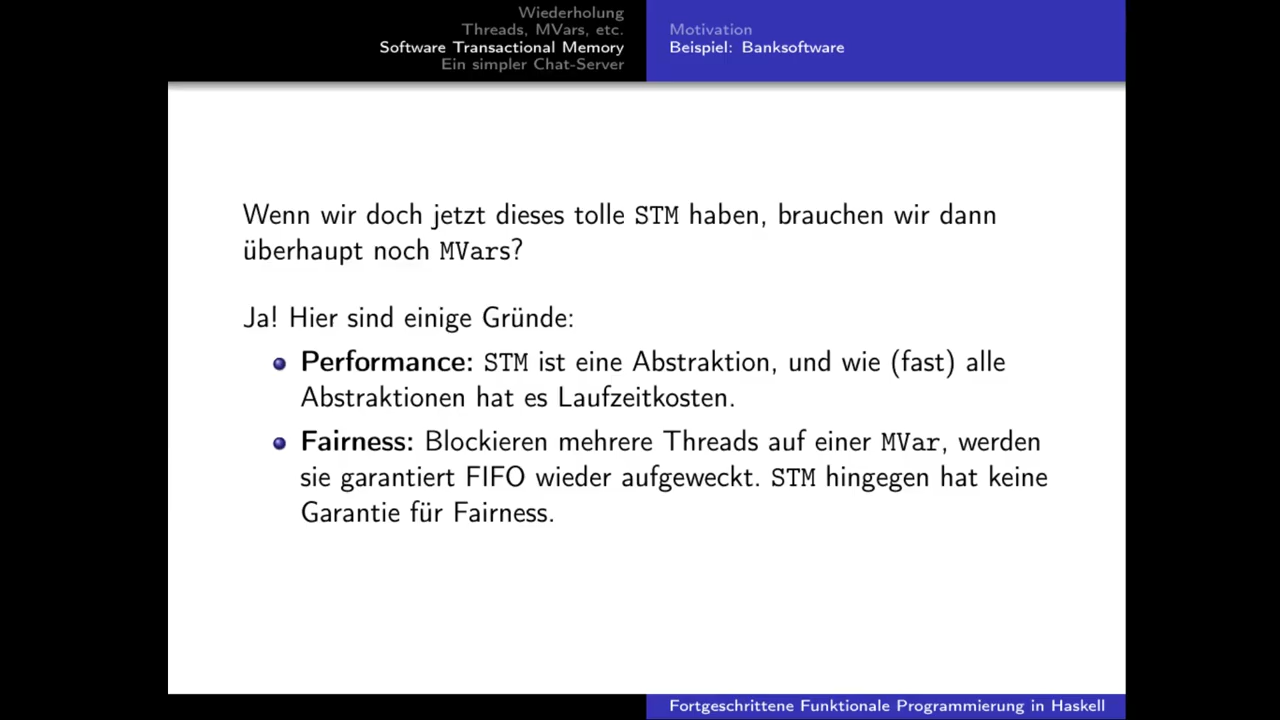 Wiederholung
Threads, MVars, etc.
Software Transactional Memory
Ein simpler Chat-Server
Motivation
Beispiel: Banksoftware
Wenn wir doch jetzt dieses tolle STM haben, brauchen wir dann
überhaupt noch MVars?
Ja! Hier sind einige Gründe:
Performance: STM ist eine Abstraktion, und wie (fast) alle
Abstraktionen hat es Laufzeitkosten.
Fairness: Blockieren mehrere Threads auf einer MVar, werden
sie garantiert FIFO wieder aufgeweckt. STM hingegen hat keine
Garantie für Fairness.
Fortgeschrittene Funktionale Programmierung in Haskell